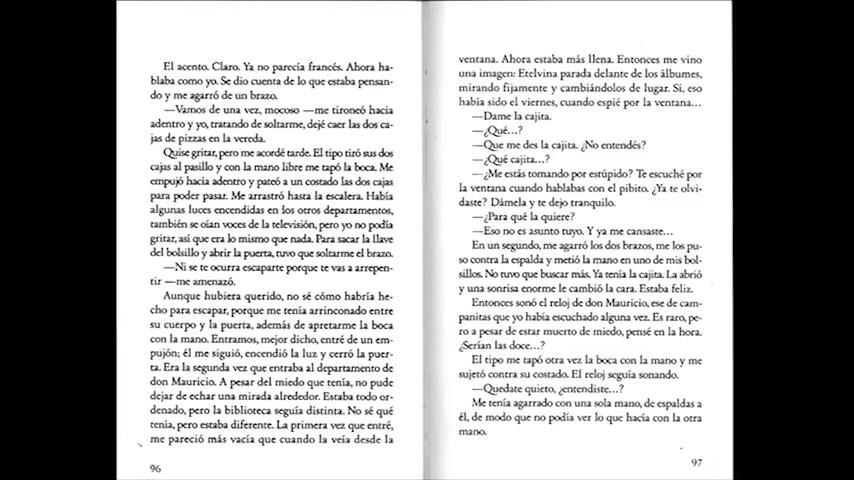 El acento. Claro. Ya no parecía francés. Ahora ha-
blaba como yo. Se dio cuenta de lo que estaba pensan-
do y me agarró de un brazo.
—Vamos de una vez, mocoso —me tironeó hacia
adentro y yo, tratando de soltarme, dejé caer las dos ca-
jas de pizzas en la vereda.
Quise gritar, pero me acordé tarde. El tipo tiró sus dos
cajas al pasillo y con la mano libre me tapó la boca. Me
empujó hacia adentro y pateó a un costado las dos cajas
para poder pasar. Me arrastró hasta la escalera. Había
algunas luces encendidas en los otros departamentos,
también se oían voces de la televisión, pero yo no podía
gritar, así que era lo mismo que nada. Para sacar la llave
del bolsillo y abrir la puerta, tuvo que soltarme el brazo.
—Ni se te ocurra escaparte porque te vas a arrepen-
tir —me amenazó.
Aunque hubiera querido, no sé cómo habría he-
cho para escapar, porque me tenía arrinconado entre
su cuerpo y la puerta, además de apretarme la boca
con la mano. Entramos, mejor dicho, entré de un em-
pujón; él me siguió, encendió la luz y cerró la puer-
ta. Era la segunda vez que entraba al departamento de
don Mauricio. A pesar del miedo que tenía, no pude
dejar de echar una mirada alrededor. Estaba todo or-
denado, pero la biblioteca seguía distinta. No sé qué
tenía, pero estaba diferente. La primera vez que entré,
me pareció más vacía que cuando la veía desde la
96
ventana. Ahora estaba más llena. Entonces me vino
una imagen: Etelvina parada delante de los álbumes,
mirando fijamente y cambiándolos de lugar. Sí, eso
había sido el viernes, cuando espié por la ventana...
—Dame la cajita.
—¿Qué...?
—Que me des la cajita. ¿No entendés?
—¿Qué cajita...?
—¿Me estás tomando por estúpido? Te escuché por
la ventana cuando hablabas con el pibito. ¿Ya te olvi-
daste? Dámela y te dejo tranquilo.
—¿Para qué la quiere?
—Eso no es asunto tuyo. Y ya me cansaste...
En un segundo, me agarró los dos brazos, me los pu-
so contra la espalda y metió la mano en uno de mis bol-
sillos. No tuvo que buscar más. Ya tenía la cajita. La abrió
y una sonrisa enorme le cambió la cara. Estaba feliz.
Entonces sonó el reloj de don Mauricio, ese de cam-
panitas que yo había escuchado alguna vez. Es raro, pe-
ro a pesar de estar muerto de miedo, pensé en la hora.
¿Serían las doce...?
El tipo me tapó otra vez la boca con la mano y me
sujetó contra su costado. El reloj seguía sonando.
—Quedate quieto, ¿entendiste...?
Me tenía agarrado con una sola mano, de espaldas a
él, de modo que no podía ver lo que hacía con la otra
mano.
97